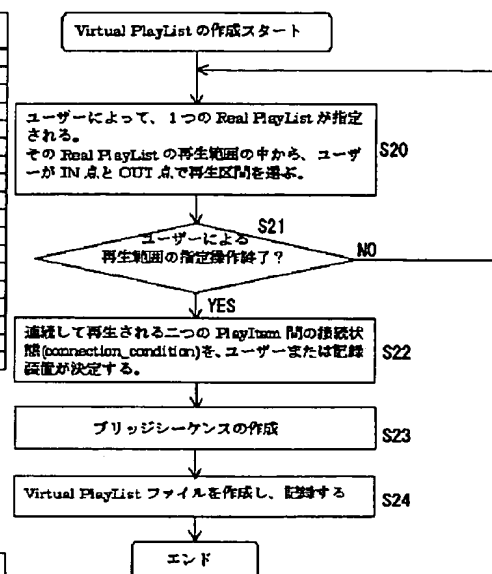 Virtual PlayList の作成スタート
ユーザーによって、1つの Real PlayList が指定
される。
その Real PlayList の再生範囲の中から、ユーザ
ーが IN 点と OUT 点で再生区間を選ぶ。
S20
S21
ユーザーによる
再生範囲の指定操作終了？
NO
YES
連続して再生される二つの PlayItem 間の接続状
態(connection_condition)を、ユーザーまたは記録
装置が決定する。
S22
ブリッジシーケンスの作成
S23
Virtual PlayList ファイルを作成し、記録する
S24
エンド